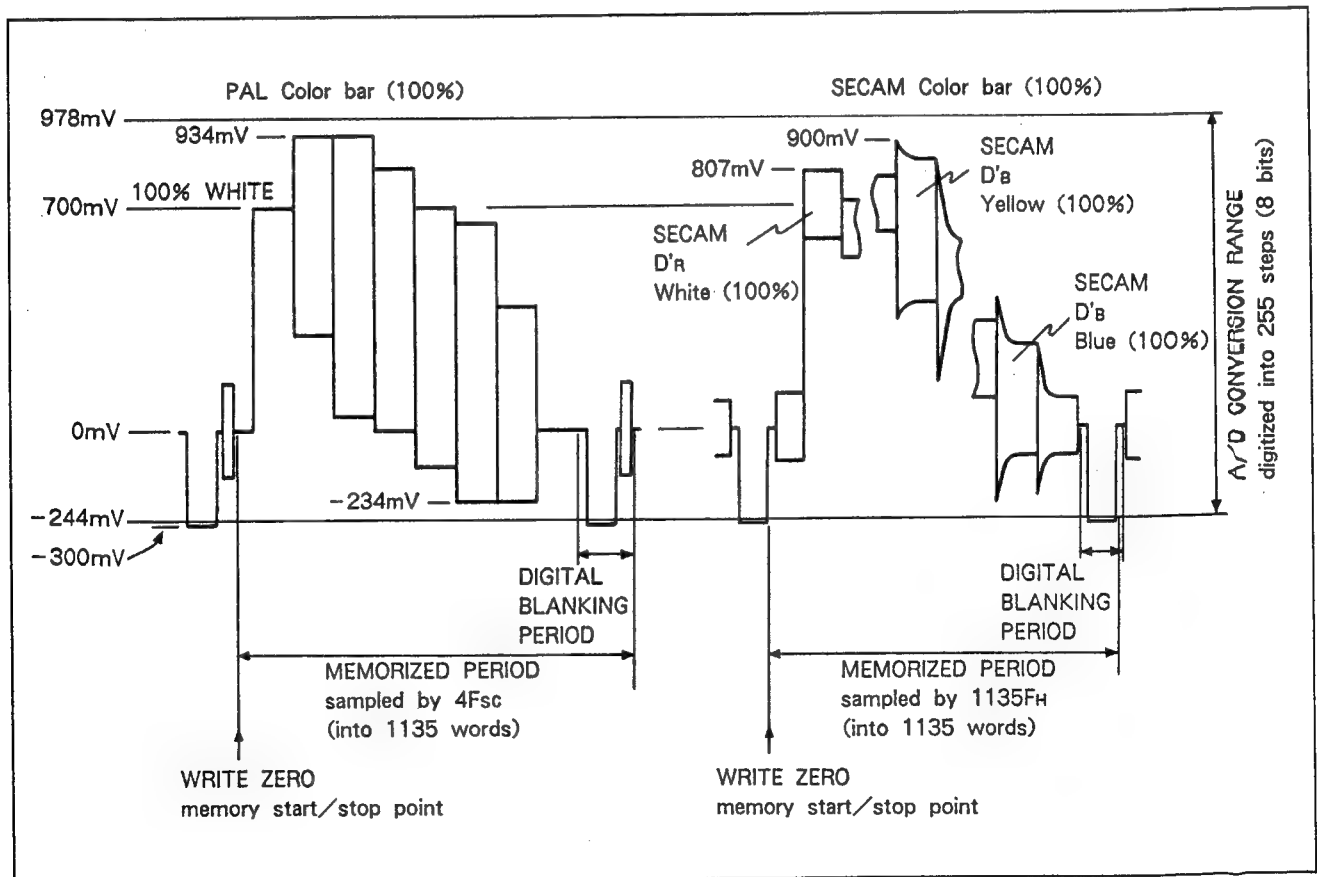 PAL Color bar (100%)
SECAM Color bar (100%)
978mV
934mV
900mV
SECAM
D'B
Yellow (100%)
807mV
100% WHITE
700mV
SECAM
D'R
White (100%)
SECAM
D'B
Blue (100%)
A/D CONVERSION RANGE
digitized into 255 steps (8 bits)
0mV
-234mV
-244mV
-300mV
DIGITAL
BLANKING
PERIOD
DIGITAL
BLANKING
PERIOD
MEMORIZED PERIOD
sampled by 4Fsc
(into 1135 words)
MEMORIZED PERIOD
sampled by 1135FH
(into 1135 words)
WRITE ZERO
memory start/stop point
WRITE ZERO
memory start/stop point